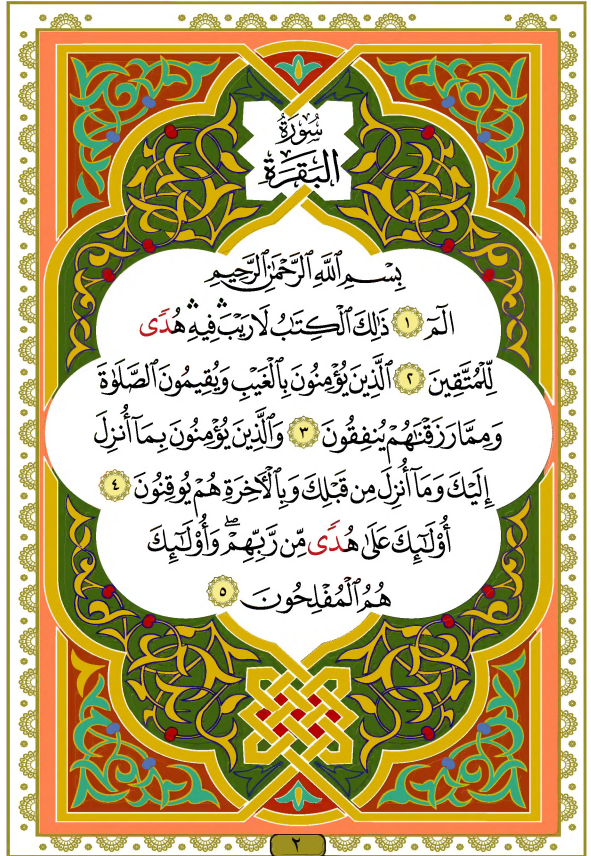 سُورَةُ
البَقَرَةِ
بِسْمِ ٱللَّهِ ٱلرَّحْمَٰنِ ٱلرَّحِيمِ
الٓمٓ ١ ذَٰلِكَ ٱلْكِتَٰبُ لَا رَيْبَ ۛ فِيهِ ۛ هُدًى
لِّلْمُتَّقِينَ ٢ ٱلَّذِينَ يُؤْمِنُونَ بِٱلْغَيْبِ وَيُقِيمُونَ ٱلصَّلَوٰةَ
وَمِمَّا رَزَقْنَٰهُمْ يُنفِقُونَ ٣ وَٱلَّذِينَ يُؤْمِنُونَ بِمَآ أُنزِلَ
إِلَيْكَ وَمَآ أُنزِلَ مِن قَبْلِكَ وَبِٱلْأَخِرَةِ هُمْ يُوقِنُونَ ٤
أُوْلَٰٓئِكَ عَلَىٰ هُدًى مِّن رَّبِّهِمْ ۖ وَأُوْلَٰٓئِكَ
هُمُ ٱلْمُفْلِحُونَ ٥
٢